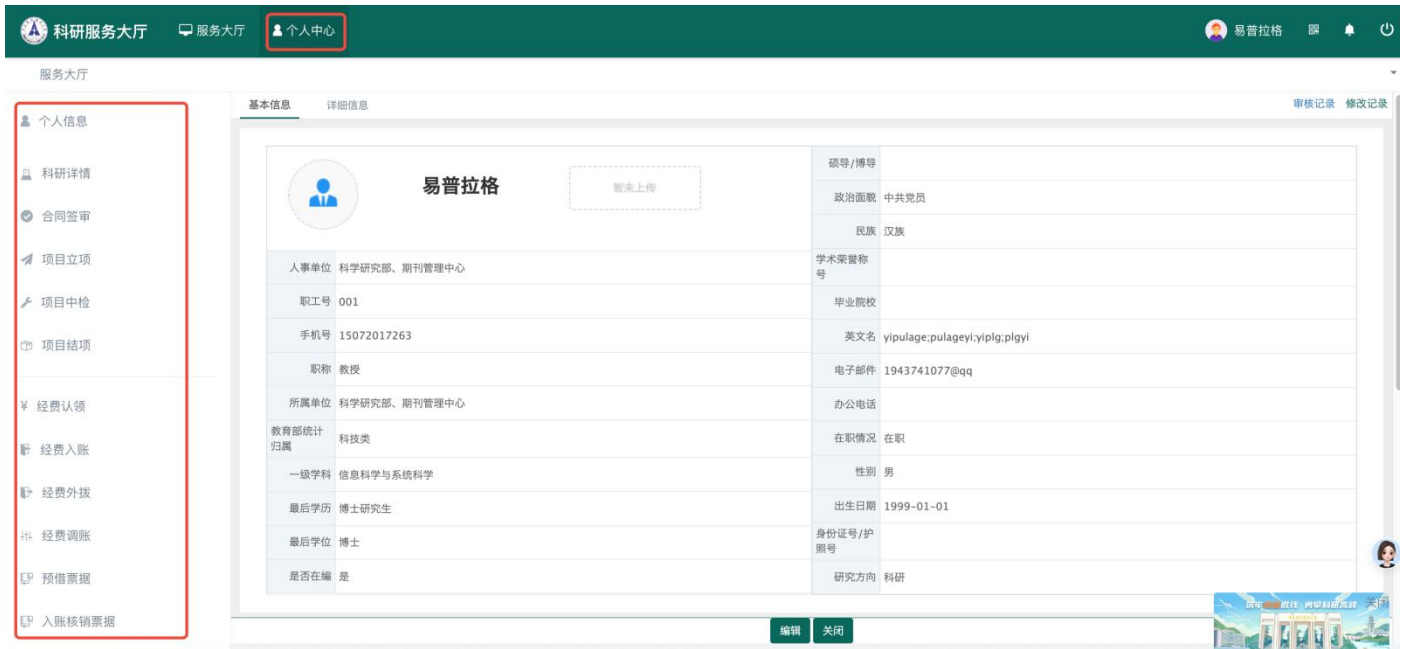 科研服务大厅 服务大厅 个人中心 易普拉格
服务大厅
个人信息
科研详情
合同签审
项目立项
项目中检
项目结项
经费认领
经费入账
经费外拨
经费调账
预借票据
入账核销票据
基本信息 详细信息 审核记录 修改记录
易普拉格 暂未上传
人事单位 科学研究部、期刊管理中心
职工号 001
手机号 15072017263
职称 教授
所属单位 科学研究部、期刊管理中心
教育部统计
归属 科技类
一级学科 信息科学与系统科学
最后学历 博士研究生
最后学位 博士
是否在编 是
硕导/博导
政治面貌 中共党员
民族 汉族
学术荣誉称
号
毕业院校
英文名 yipulage;pulageyi;yiplg;plgyi
电子邮件 1943741077@qq
办公电话
在职情况 在职
性别 男
出生日期 1999-01-01
身份证号/护
照号
研究方向 科研
编辑 关闭
关闭